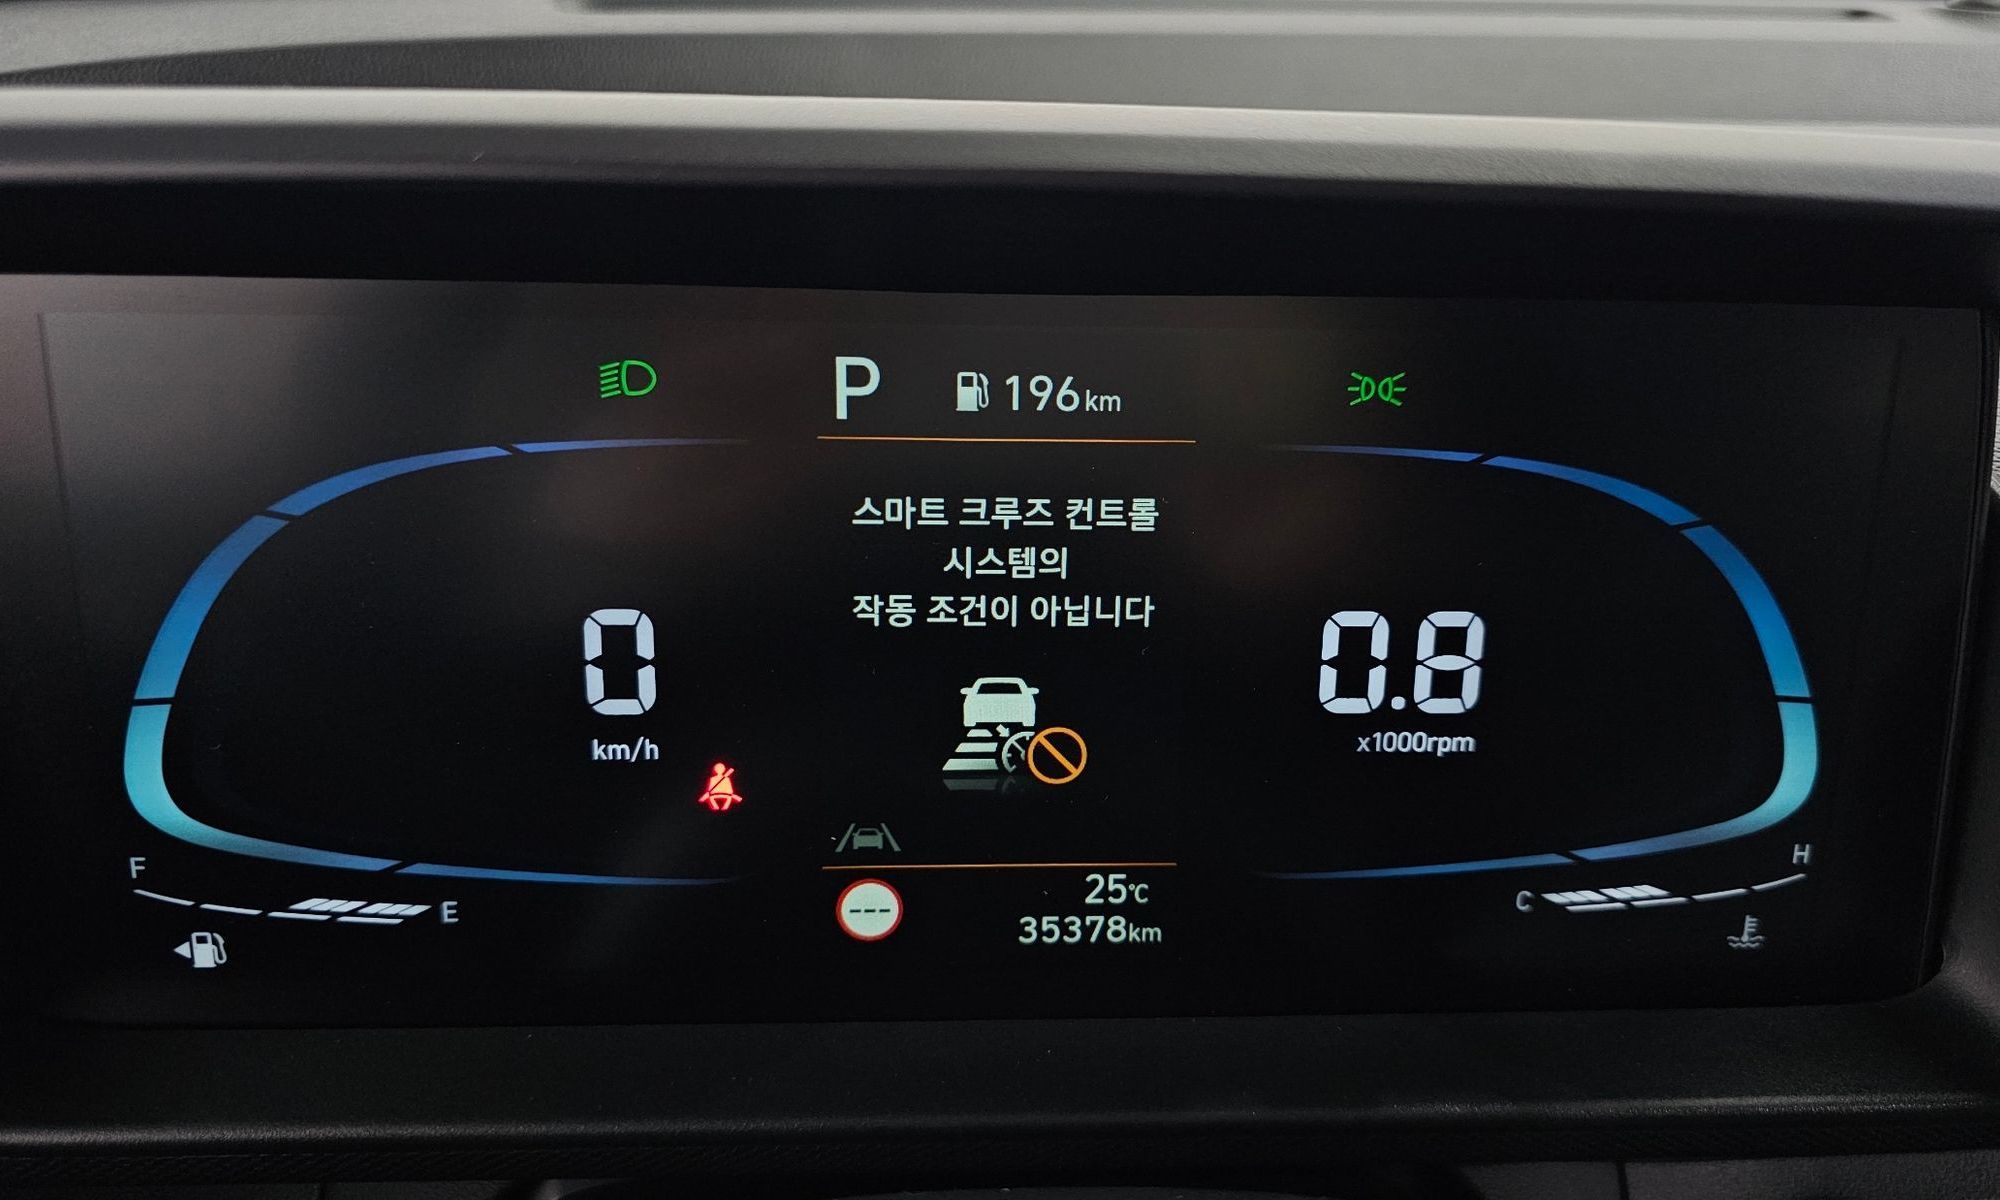 P 196km
스마트 크루즈 컨트롤
시스템의
작동 조건이 아닙니다
0
km/h
0.8
x1000rpm
F
E
C
H
---
25℃
35378km